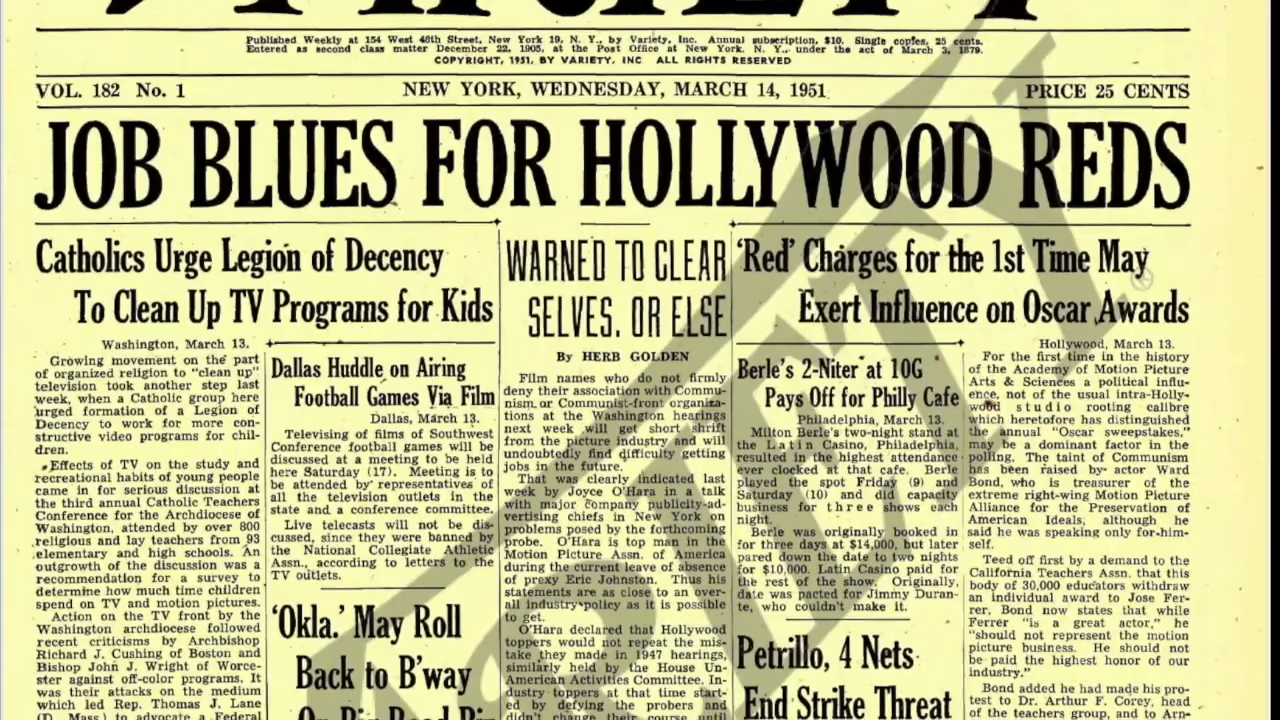 VARIETY
Published Weekly at 154 West 46th Street, New York 19, N. Y., by Variety, Inc. Annual subscription, $10. Single copies, 25 cents.
Entered as second class matter December 22, 1905, at the Post Office at New York, N. Y., under the act of March 3, 1879.
COPYRIGHT, 1951, BY VARIETY, INC ALL RIGHTS RESERVED
VOL. 182 No. 1
NEW YORK, WEDNESDAY, MARCH 14, 1951
PRICE 25 CENTS
JOB BLUES FOR HOLLYWOOD REDS
Catholics Urge Legion of Decency
To Clean Up TV Programs for Kids
Washington, March 13.
Growing movement on the part
of organized religion to "clean up"
television took another step last
week, when a Catholic group here
urged formation of a Legion of
Decency to work for more con-
structive video programs for chil-
dren.
Effects of TV on the study and
recreational habits of young people
came in for serious discussion at
the third annual Catholic Teachers
Conference for the Archdiocese of
Washington, attended by over 800
religious and lay teachers from 93
elementary and high schools. An
outgrowth of the discussion was a
recommendation for a survey to
determine how much time children
spend on TV and motion pictures.
Action on the TV front by the
Washington archdiocese followed
recent criticisms by Archbishop
Richard J. Cushing of Boston and
Bishop John J. Wright of Worce-
ster against off-color programs. It
was their attacks on the medium
which led Rep. Thomas J. Lane
(D. Mass.) to advocate a Federal
Dallas Huddle on Airing
Football Games Via Film
Dallas, March 13.
Televising of films of Southwest
Conference football games will be
discussed at a meeting to be held
here Saturday (17). Meeting is to
be attended by representatives of
all the television outlets in the
state and a conference committee.
Live telecasts will not be dis-
cussed, since they were banned by
the National Collegiate Athletic
Assn., according to letters to the
TV outlets.
'Okla.' May Roll
Back to B'way
WARNED TO CLEAR
SELVES, OR ELSE
By HERB GOLDEN
Film names who do not firmly
deny their association with Commu-
nism or Communist-front organiza-
tions at the Washington hearings
next week will get short shrift
from the picture industry and will
undoubtedly find difficulty getting
jobs in the future.
That was clearly indicated last
week by Joyce O'Hara in a talk
with major company publicity-ad-
vertising chiefs in New York on
problems posed by the forthcoming
probe. O'Hara is top man in the
Motion Picture Assn. of America
during the current leave of absence
of prexy Eric Johnston. Thus his
statements are as close to an over-
all industry policy as it is possible
to get.
O'Hara declared that Hollywood
toppers would not repeat the mis-
take they made in 1947 hearings,
similarly held by the House Un-
American Activities Committee. In-
dustry toppers at that time start-
ed by defying the probers and
didn't change their course until
'Red' Charges for the 1st Time May
Exert Influence on Oscar Awards
Berle's 2-Niter at 10G
Pays Off for Philly Cafe
Philadelphia, March 13.
Milton Berle's two-night stand at
the Latin Casino, Philadelphia,
resulted in the highest attendance
ever clocked at that cafe. Berle
played the spot Friday (9) and
Saturday (10) and did capacity
business for three shows each
night.
Berle was originally booked in
for three days at $14,000, but later
pared down the date to two nights
for $10,000. Latin Casino paid for
the rest of the show. Originally,
date was pacted for Jimmy Duran-
te, who couldn't make it.
Petrillo, 4 Nets
End Strike Threat
Hollywood, March 13.
For the first time in the history
of the Academy of Motion Picture
Arts & Sciences a political influ-
ence, not of the usual intra-Holly-
wood studio rooting calibre
which heretofore has distinguished
the annual "Oscar sweepstakes,"
may be a dominant factor in the
polling. The taint of Communism
has been raised by actor Ward
Bond, who is treasurer of the
extreme right-wing Motion Picture
Alliance for the Preservation of
American Ideals, although he
said he was speaking only for him-
self.
Teed off first by a demand to the
California Teachers Assn. that this
body of 30,000 educators withdraw
an individual award to Jose Fer-
rer, Bond now states that while
Ferrer "is a great actor," he
"should not represent the motion
picture business. He should not
be paid the highest honor of our
industry."
Bond added he had made his pro-
test to Dr. Arthur F. Corey, head
of the teachers group, and to Arn-
VARIETY